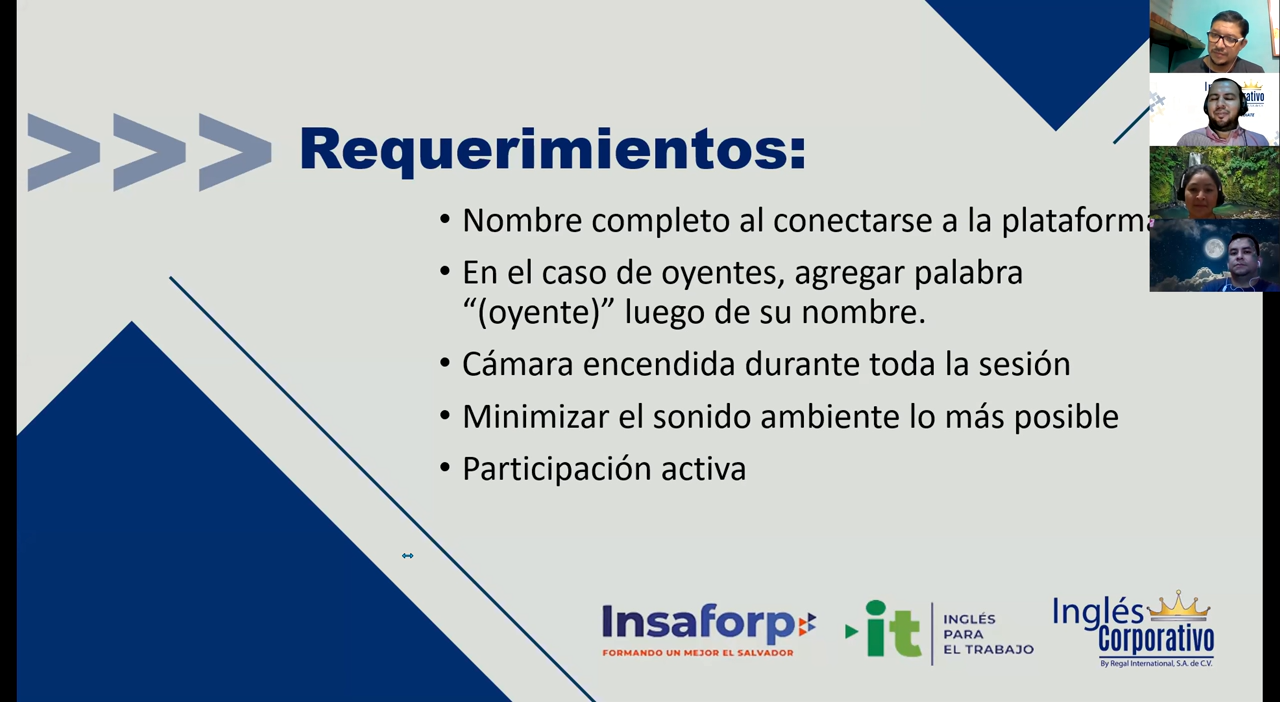 >>> Requerimientos:
• Nombre completo al conectarse a la plataforma
• En el caso de oyentes, agregar palabra
“(oyente)” luego de su nombre.
• Cámara encendida durante toda la sesión
• Minimizar el sonido ambiente lo más posible
• Participación activa
Insaforp
FORMANDO UN MEJOR EL SALVADOR
it
INGLÉS
PARA
EL TRABAJO
Inglés
Corporativo
By Regal International, S.A. de C.V.